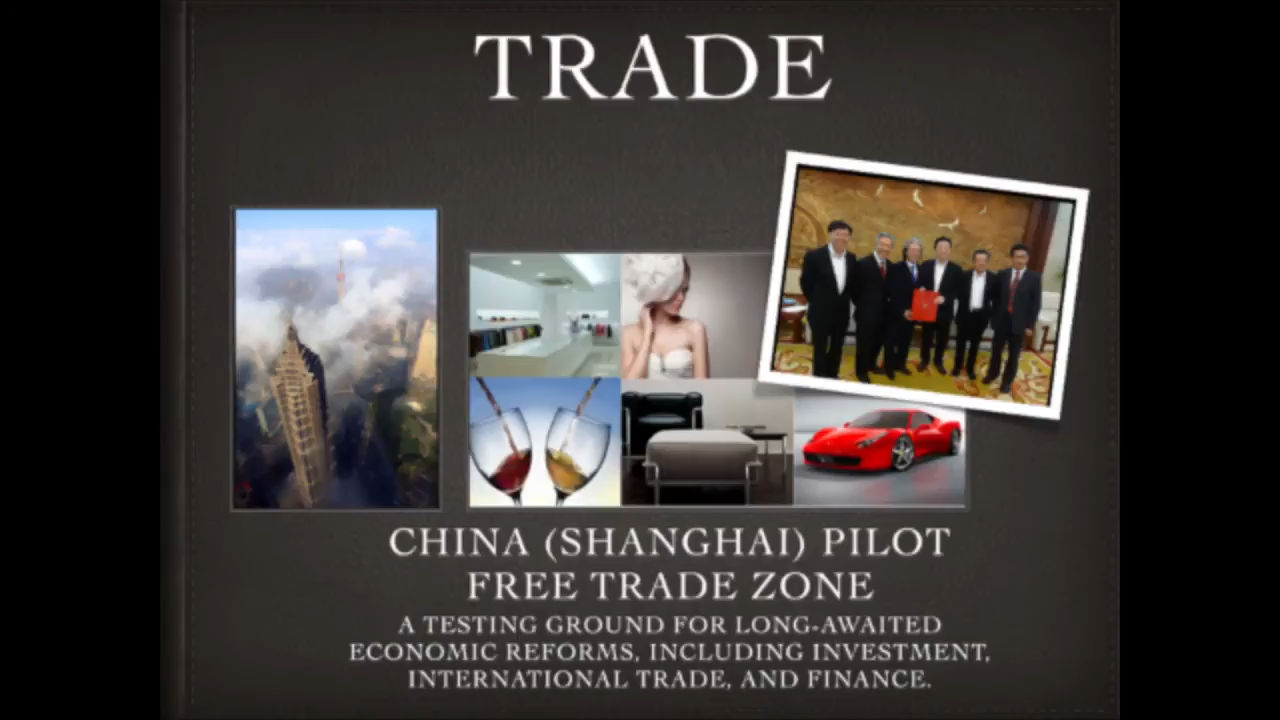 TRADE
CHINA (SHANGHAI) PILOT
FREE TRADE ZONE
A TESTING GROUND FOR LONG-AWAITED
ECONOMIC REFORMS, INCLUDING INVESTMENT,
INTERNATIONAL TRADE, AND FINANCE.